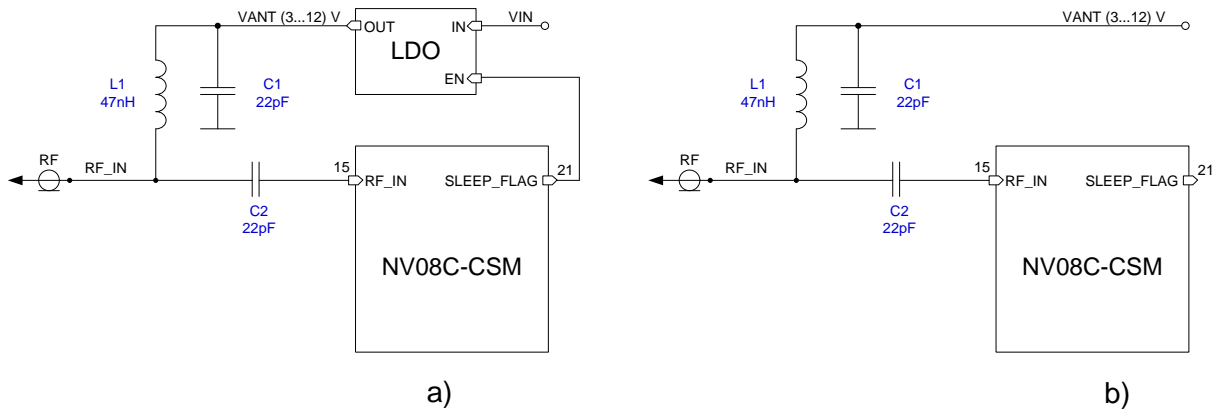 VANT (3...12) V
OUT
IN
VIN
LDO
EN
L1
47nH
C1
22pF
RF
RF_IN
C2
22pF
15
RF_IN
SLEEP_FLAG
21
NV08C-CSM
a)
VANT (3...12) V
L1
47nH
C1
22pF
RF
RF_IN
C2
22pF
15
RF_IN
SLEEP_FLAG
21
NV08C-CSM
b)